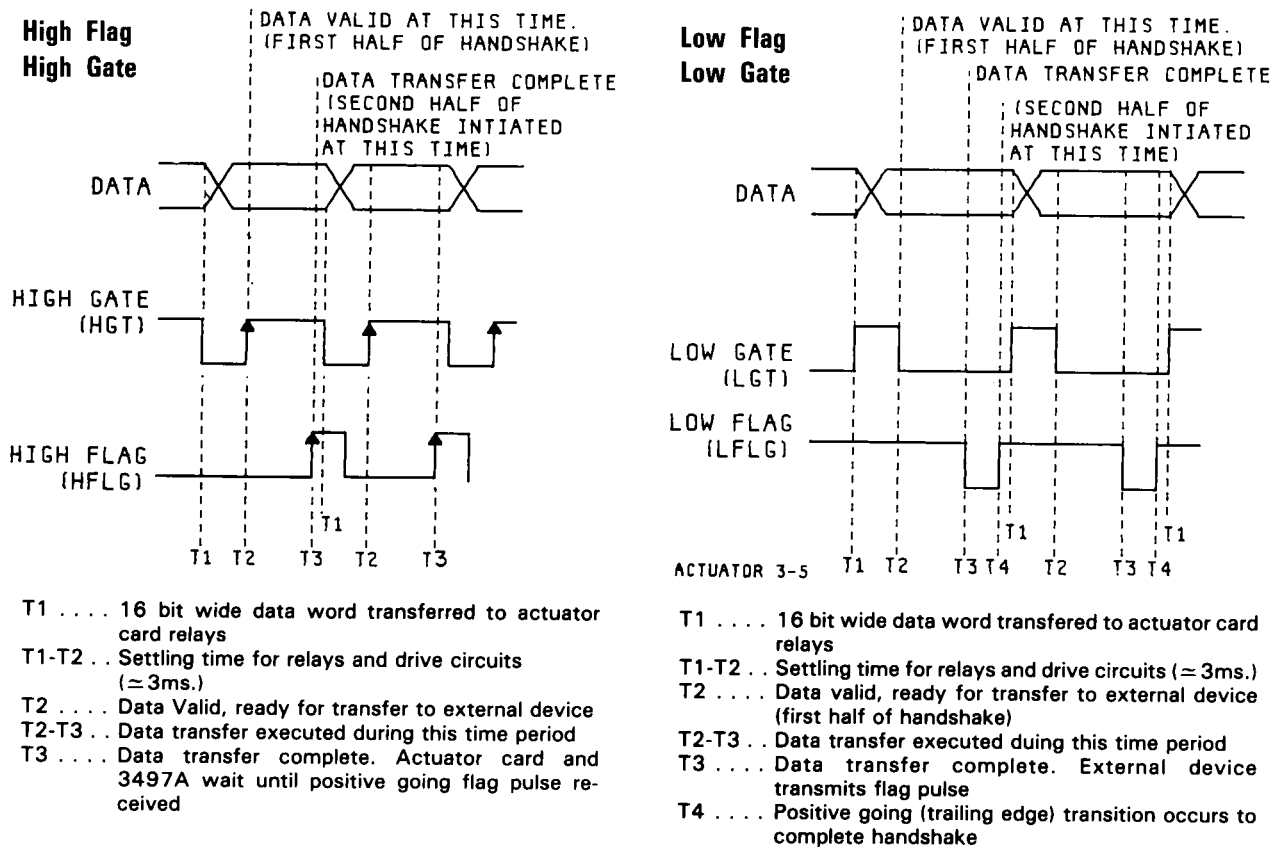 High Flag
High Gate
DATA VALID AT THIS TIME.
(FIRST HALF OF HANDSHAKE)
DATA TRANSFER COMPLETE
(SECOND HALF OF
HANDSHAKE INTIATED
AT THIS TIME)
DATA
HIGH GATE
(HGT)
HIGH FLAG
(HFLG)
T1
T1 T2 T3 T2 T3
T1 .... 16 bit wide data word transferred to actuator
card relays
T1-T2 .. Settling time for relays and drive circuits
(≃3ms.)
T2 .... Data Valid, ready for transfer to external device
T2-T3 .. Data transfer executed during this time period
T3 .... Data transfer complete. Actuator card and
3497A wait until positive going flag pulse re-
ceived
Low Flag
Low Gate
DATA VALID AT THIS TIME.
(FIRST HALF OF HANDSHAKE)
DATA TRANSFER COMPLETE
(SECOND HALF OF
HANDSHAKE INTIATED
AT THIS TIME)
DATA
LOW GATE
(LGT)
LOW FLAG
(LFLG)
T1 T1
ACTUATOR 3-5 T1 T2 T3 T4 T2 T3 T4
T1 .... 16 bit wide data word transfered to actuator card
relays
T1-T2 .. Settling time for relays and drive circuits (≃3ms.)
T2 .... Data valid, ready for transfer to external device
(first half of handshake)
T2-T3 .. Data transfer executed duing this time period
T3 .... Data transfer complete. External device
transmits flag pulse
T4 .... Positive going (trailing edge) transition occurs to
complete handshake